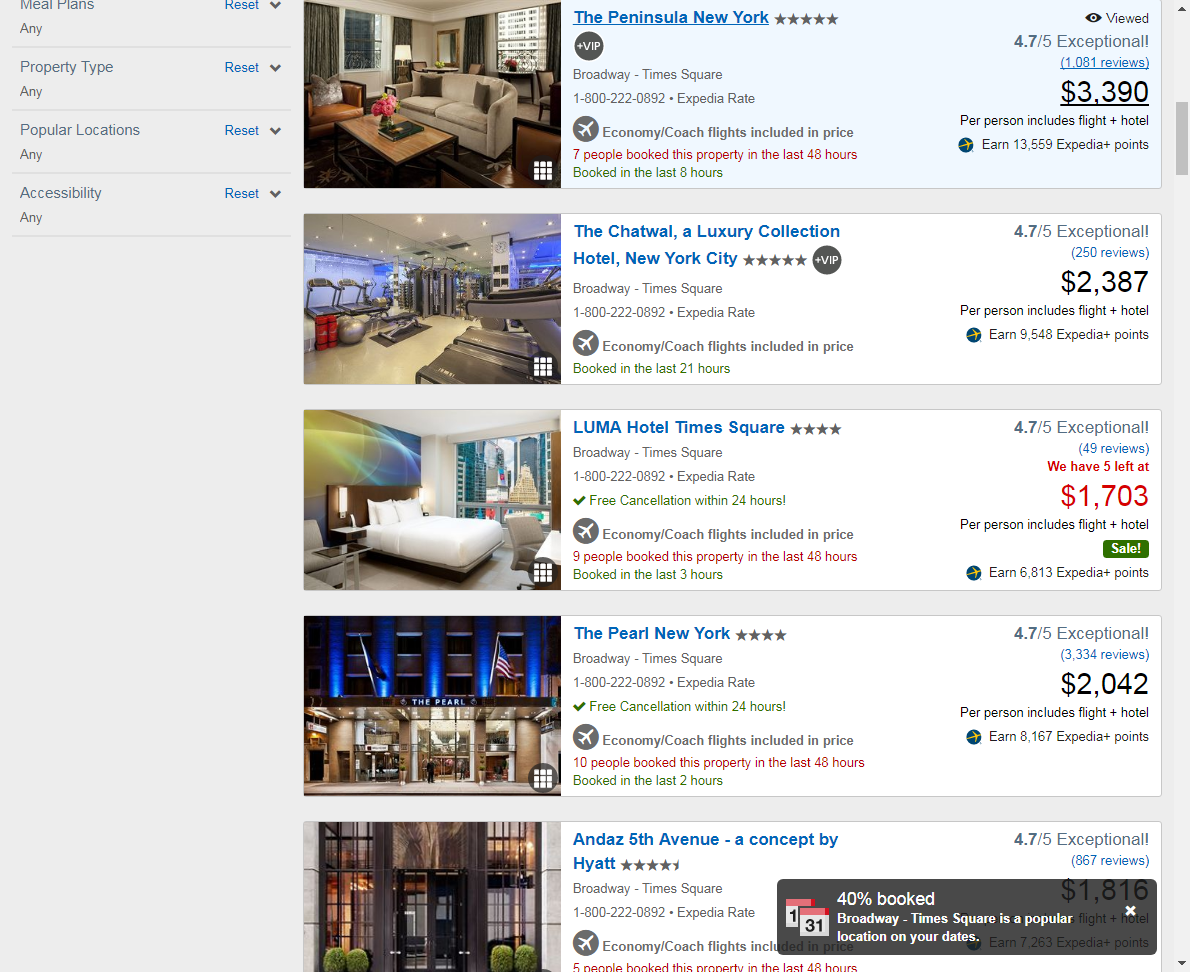 Meal Plans Reset
Any
Property Type Reset
Any
Popular Locations Reset
Any
Accessibility Reset
Any
The Peninsula New York
+VIP
Broadway - Times Square
1-800-222-0892 • Expedia Rate
Economy/Coach flights included in price
7 people booked this property in the last 48 hours
Booked in the last 8 hours
Viewed
4.7/5 Exceptional!
(1,081 reviews)
$3,390
Per person includes flight + hotel
Earn 13,559 Expedia+ points
The Chatwal, a Luxury Collection
Hotel, New York City +VIP
Broadway - Times Square
1-800-222-0892 • Expedia Rate
Economy/Coach flights included in price
Booked in the last 21 hours
4.7/5 Exceptional!
(250 reviews)
$2,387
Per person includes flight + hotel
Earn 9,548 Expedia+ points
LUMA Hotel Times Square
Broadway - Times Square
1-800-222-0892 • Expedia Rate
Free Cancellation within 24 hours!
Economy/Coach flights included in price
9 people booked this property in the last 48 hours
Booked in the last 3 hours
4.7/5 Exceptional!
(49 reviews)
We have 5 left at
$1,703
Per person includes flight + hotel
Sale!
Earn 6,813 Expedia+ points
THE PEARL
The Pearl New York
Broadway - Times Square
1-800-222-0892 • Expedia Rate
Free Cancellation within 24 hours!
Economy/Coach flights included in price
10 people booked this property in the last 48 hours
Booked in the last 2 hours
4.7/5 Exceptional!
(3,334 reviews)
$2,042
Per person includes flight + hotel
Earn 8,167 Expedia+ points
Andaz 5th Avenue - a concept by
Hyatt
Broadway - Times Square
1-800-222-0892 • Expedia Rate
Economy/Coach flights included in price
5 people booked this property in the last 48 hours
4.7/5 Exceptional!
(867 reviews)
$1,816
flight + hotel
Earn 7,263 Expedia+ points
1 31
40% booked
Broadway - Times Square is a popular
location on your dates.